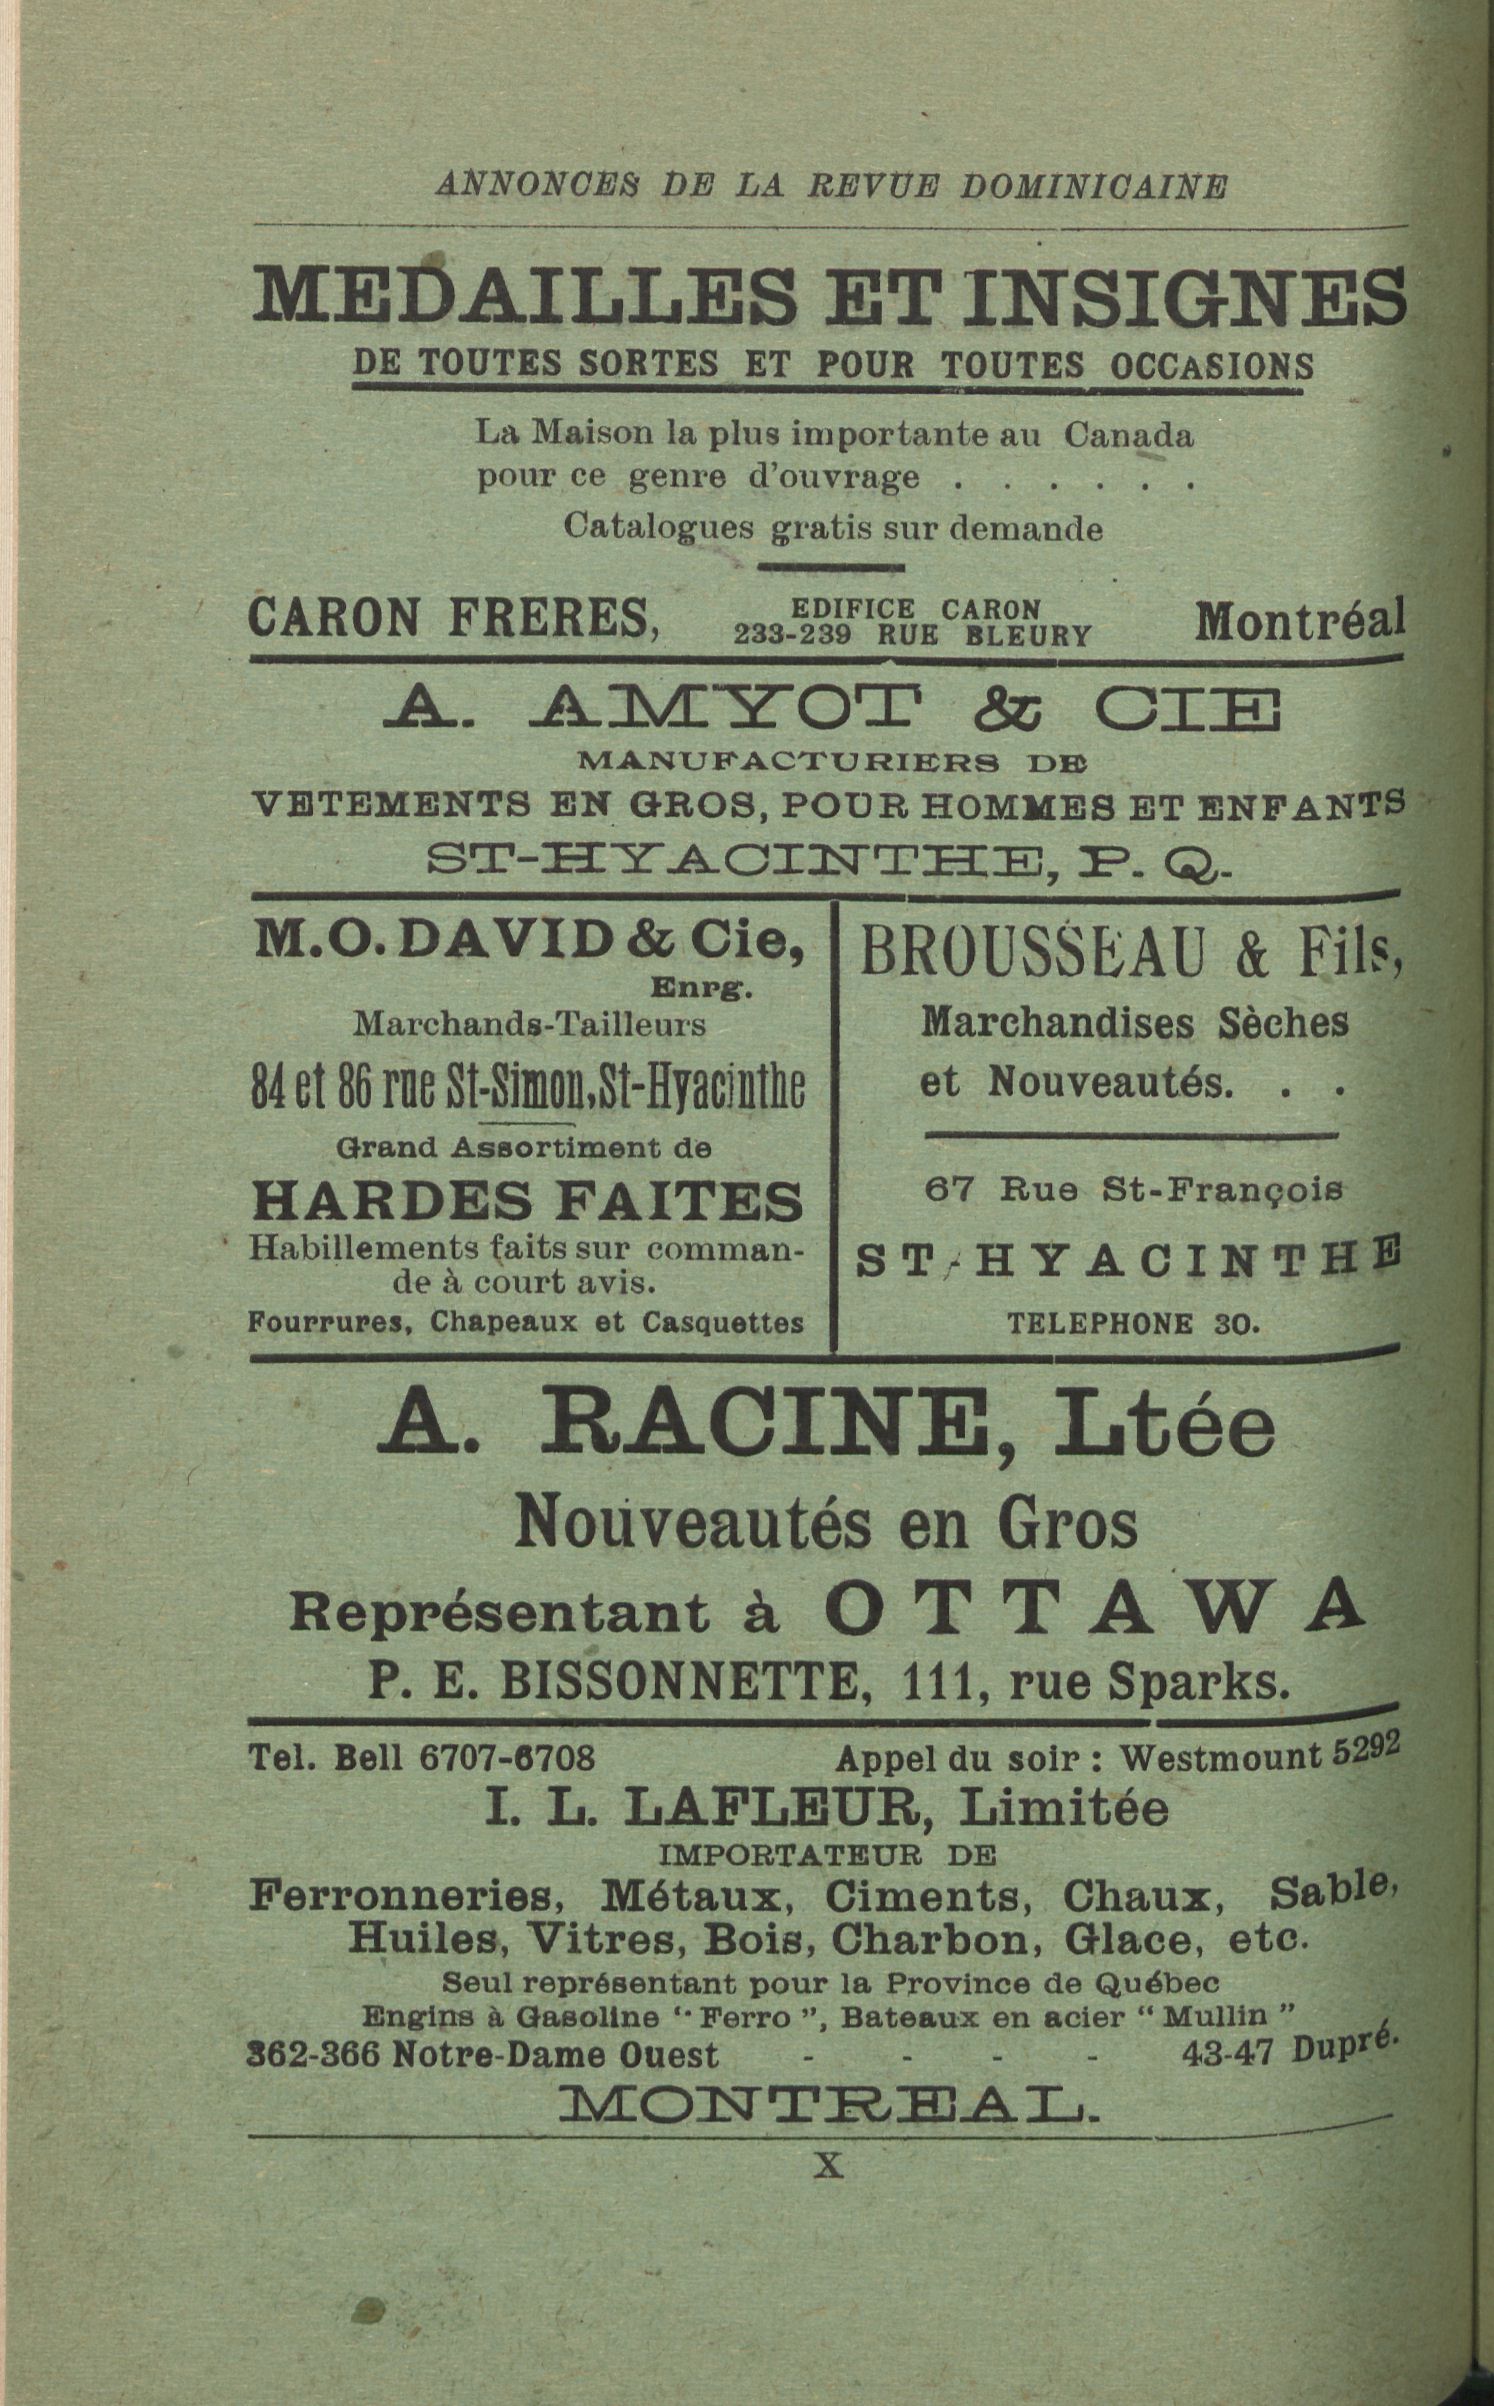 ANNONCES DE LA REVUE DOMINICAINE
MEDAILLES ET INSIGNES
DE TOUTES SORTES ET POUR TOUTES OCCASIONS
La Maison la plus importante au Canada
pour ce genre d'ouvrage . . . . . .
Catalogues gratis sur demande
CARON FRERES, EDIFICE CARON Montréal
233-239 RUE BLEURY
A. AMYOT & CIE
MANUFACTURIERS DE
VETEMENTS EN GROS, POUR HOMMES ET ENFANTS
ST-HYACINTHE, P. Q.
M. O. DAVID & Cie,
Enrg.
Marchands-Tailleurs
84 et 86 rue St-Simon, St-Hyacinthe
Grand Assortiment de
HARDES FAITES
Habillements faits sur comman-
de à court avis.
Fourrures, Chapeaux et Casquettes
BROUSSEAU & Fils,
Marchandises Sèches
et Nouveautés. . .
67 Rue St-François
ST-HYACINTHE
TELEPHONE 30.
A. RACINE, Ltée
Nouveautés en Gros
Représentant à OTTAWA
P. E. BISSONNETTE, 111, rue Sparks.
Tel. Bell 6707-6708 Appel du soir : Westmount 5292
I. L. LAFLEUR, Limitée
IMPORTATEUR DE
Ferronneries, Métaux, Ciments, Chaux, Sable,
Huiles, Vitres, Bois, Charbon, Glace, etc.
Seul représentant pour la Province de Québec
Engins à Gasoline “ Ferro ”, Bateaux en acier “ Mullin ”
362-366 Notre-Dame Ouest - - - - 43-47 Dupré.
MONTREAL.
X